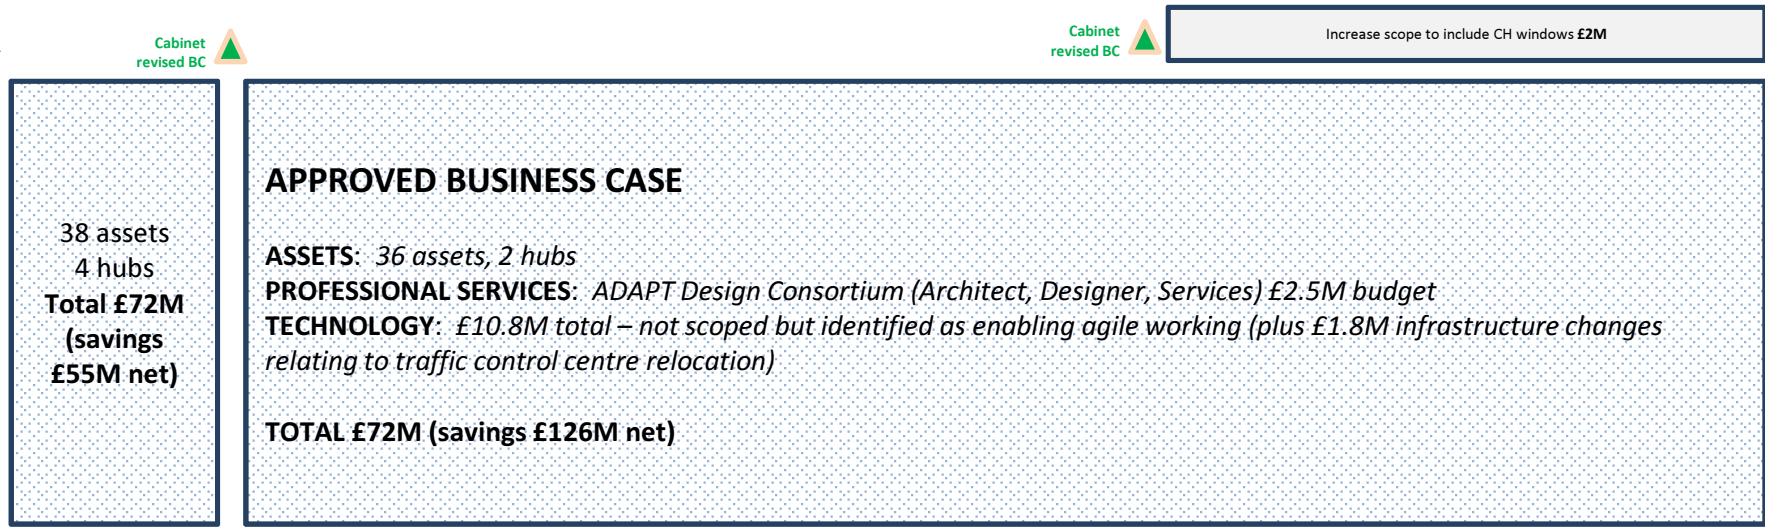 Cabinet
revised BC
Cabinet
revised BC
Increase scope to include CH windows £2M
38 assets
4 hubs
Total £72M
(savings
£55M net)
APPROVED BUSINESS CASE
ASSETS:  36 assets, 2 hubs
PROFESSIONAL SERVICES:  ADAPT Design Consortium (Architect, Designer, Services) £2.5M budget
TECHNOLOGY:  £10.8M total – not scoped but identified as enabling agile working (plus £1.8M infrastructure changes
relating to traffic control centre relocation)
TOTAL £72M (savings £126M net)